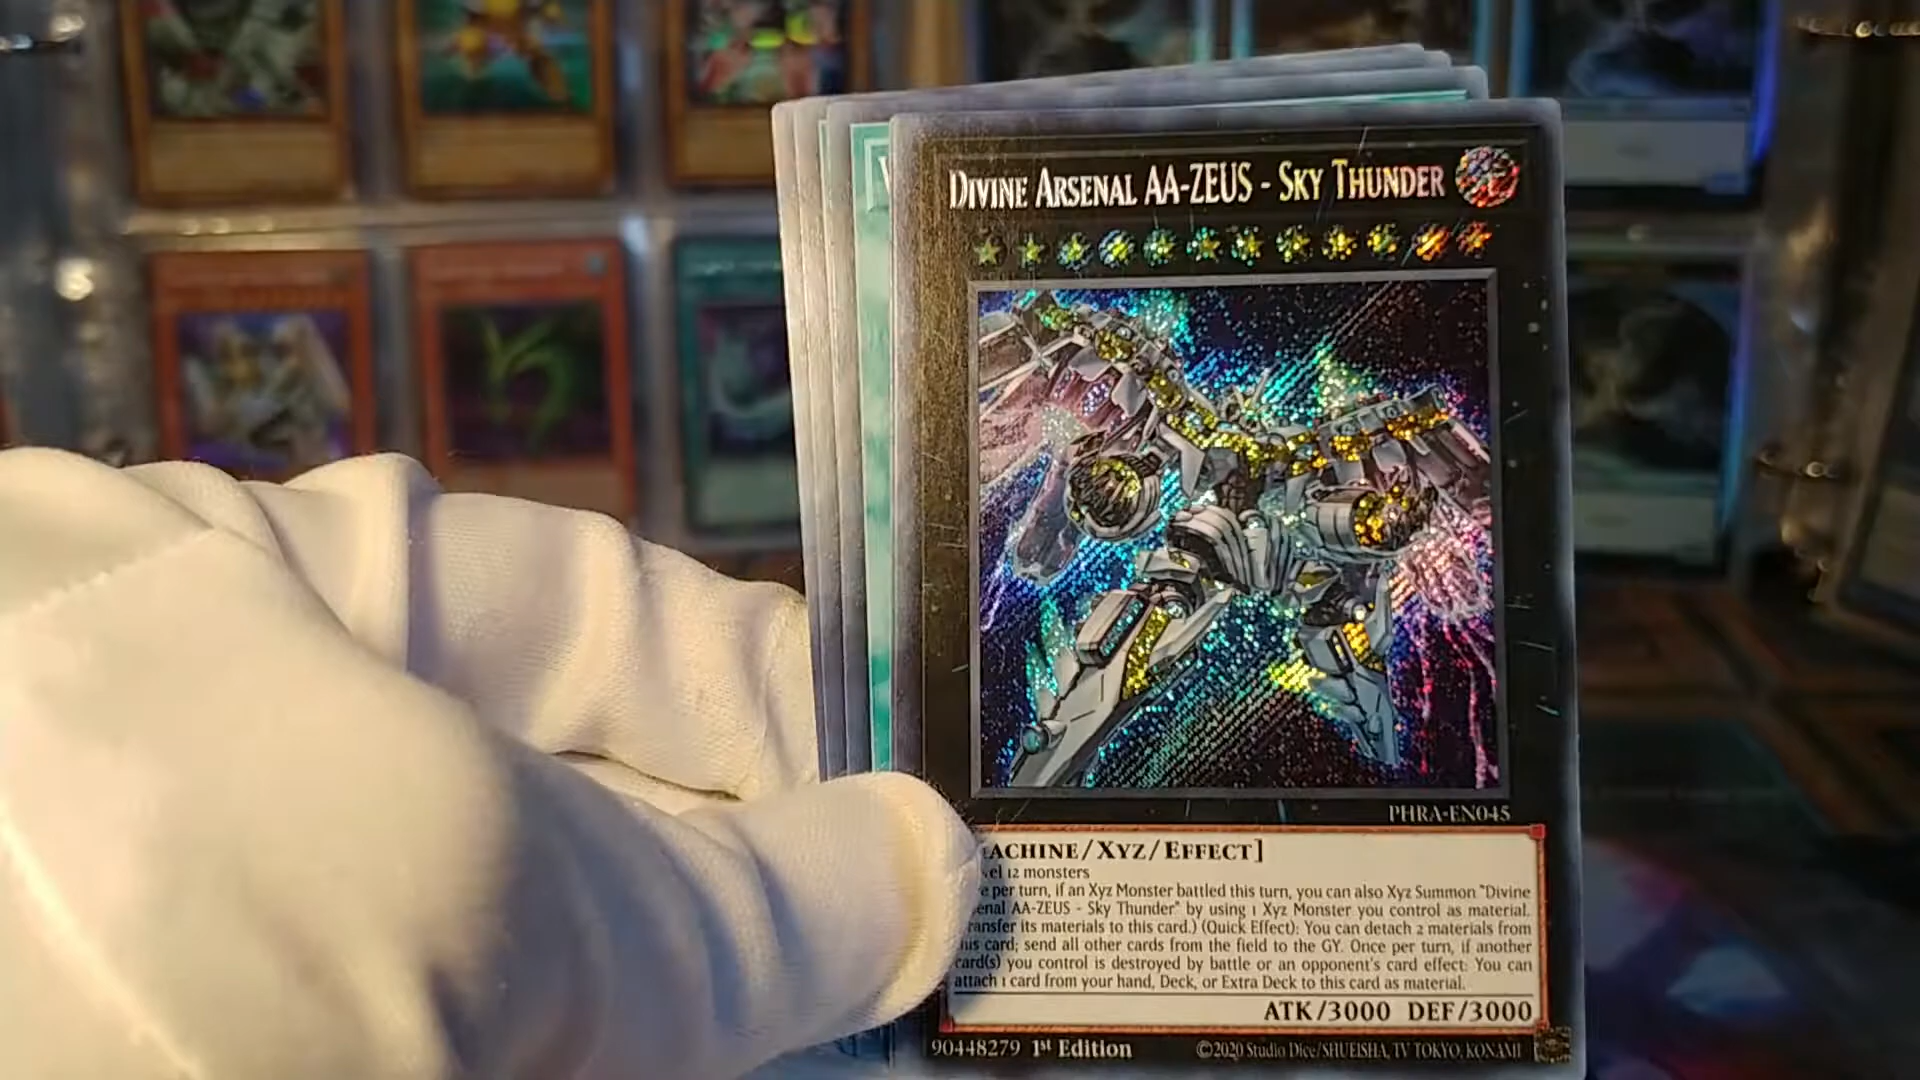 DIVINE ARSENAL AA-ZEUS - SKY THUNDER
PHRA-EN045
ACHINE/XYZ/EFFECT]
el 12 monsters
e per turn, if an Xyz Monster battled this turn, you can also Xyz Summon "Divine
enal AA-ZEUS - Sky Thunder" by using 1 Xyz Monster you control as material.
ransfer its materials to this card.) (Quick Effect): You can detach 2 materials from
his card; send all other cards from the field to the GY. Once per turn, if another
card(s) you control is destroyed by battle or an opponent's card effect: You can
attach 1 card from your hand, Deck, or Extra Deck to this card as material.
ATK/3000 DEF/3000
90448279 1st Edition ©2020 Studio Dice/SHUEISHA, TV TOKYO, KONAMI